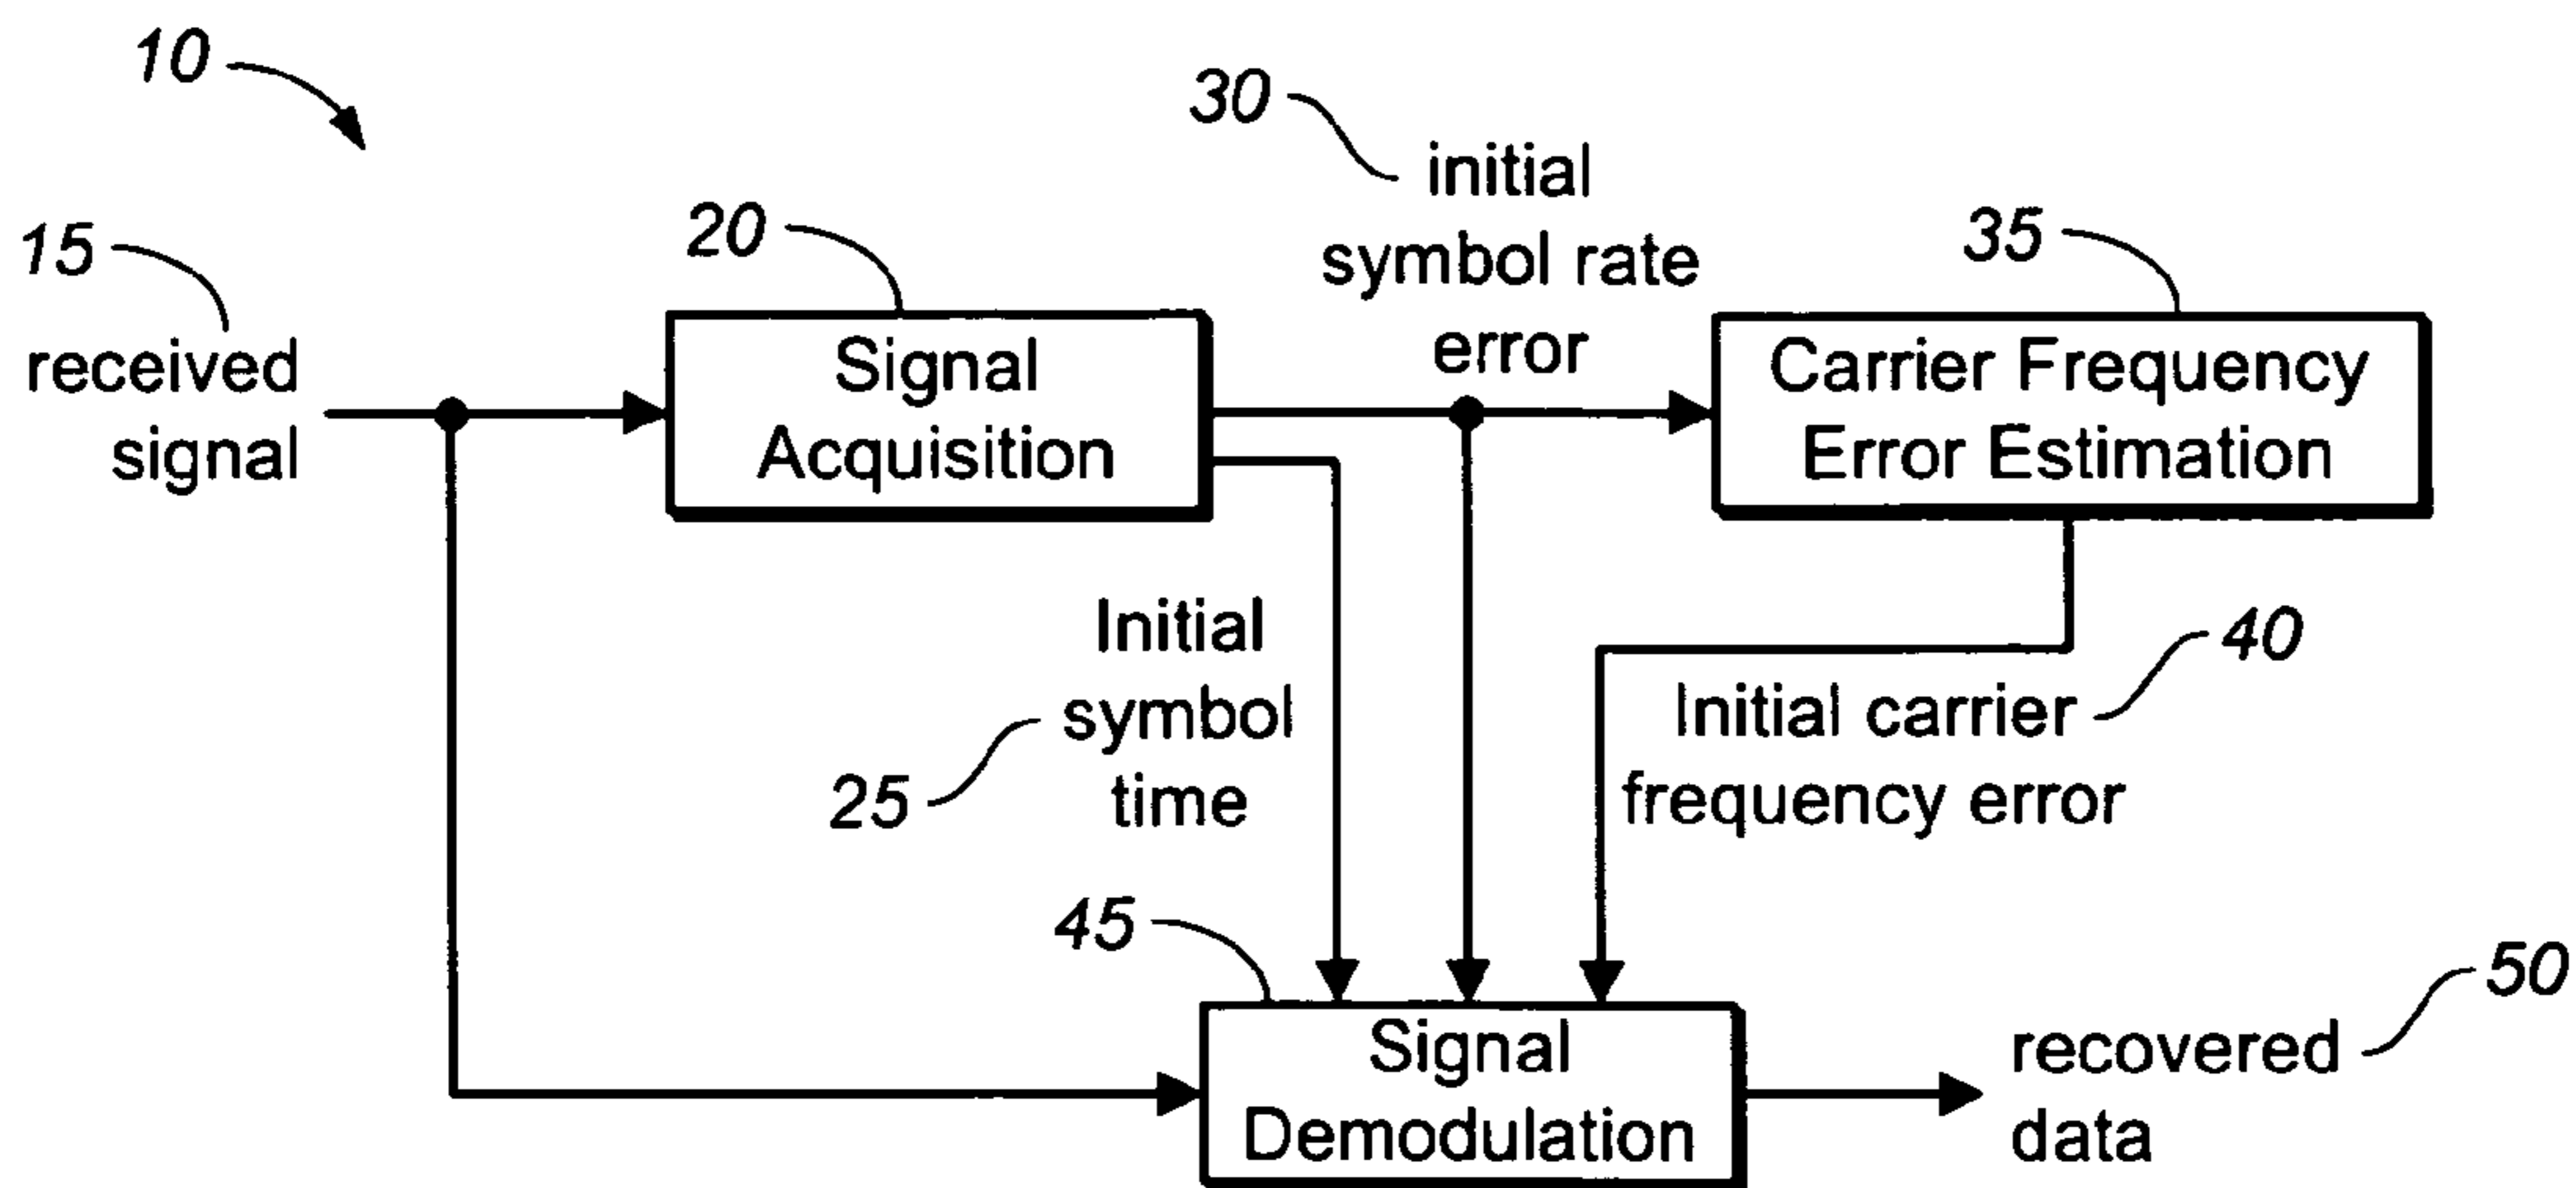 10
30
initial
symbol rate
error
15
received
signal
20
Signal
Acquisition
35
Carrier Frequency
Error Estimation
Initial
symbol
time
25
40
Initial carrier
frequency error
45
Signal
Demodulation
50
recovered
data